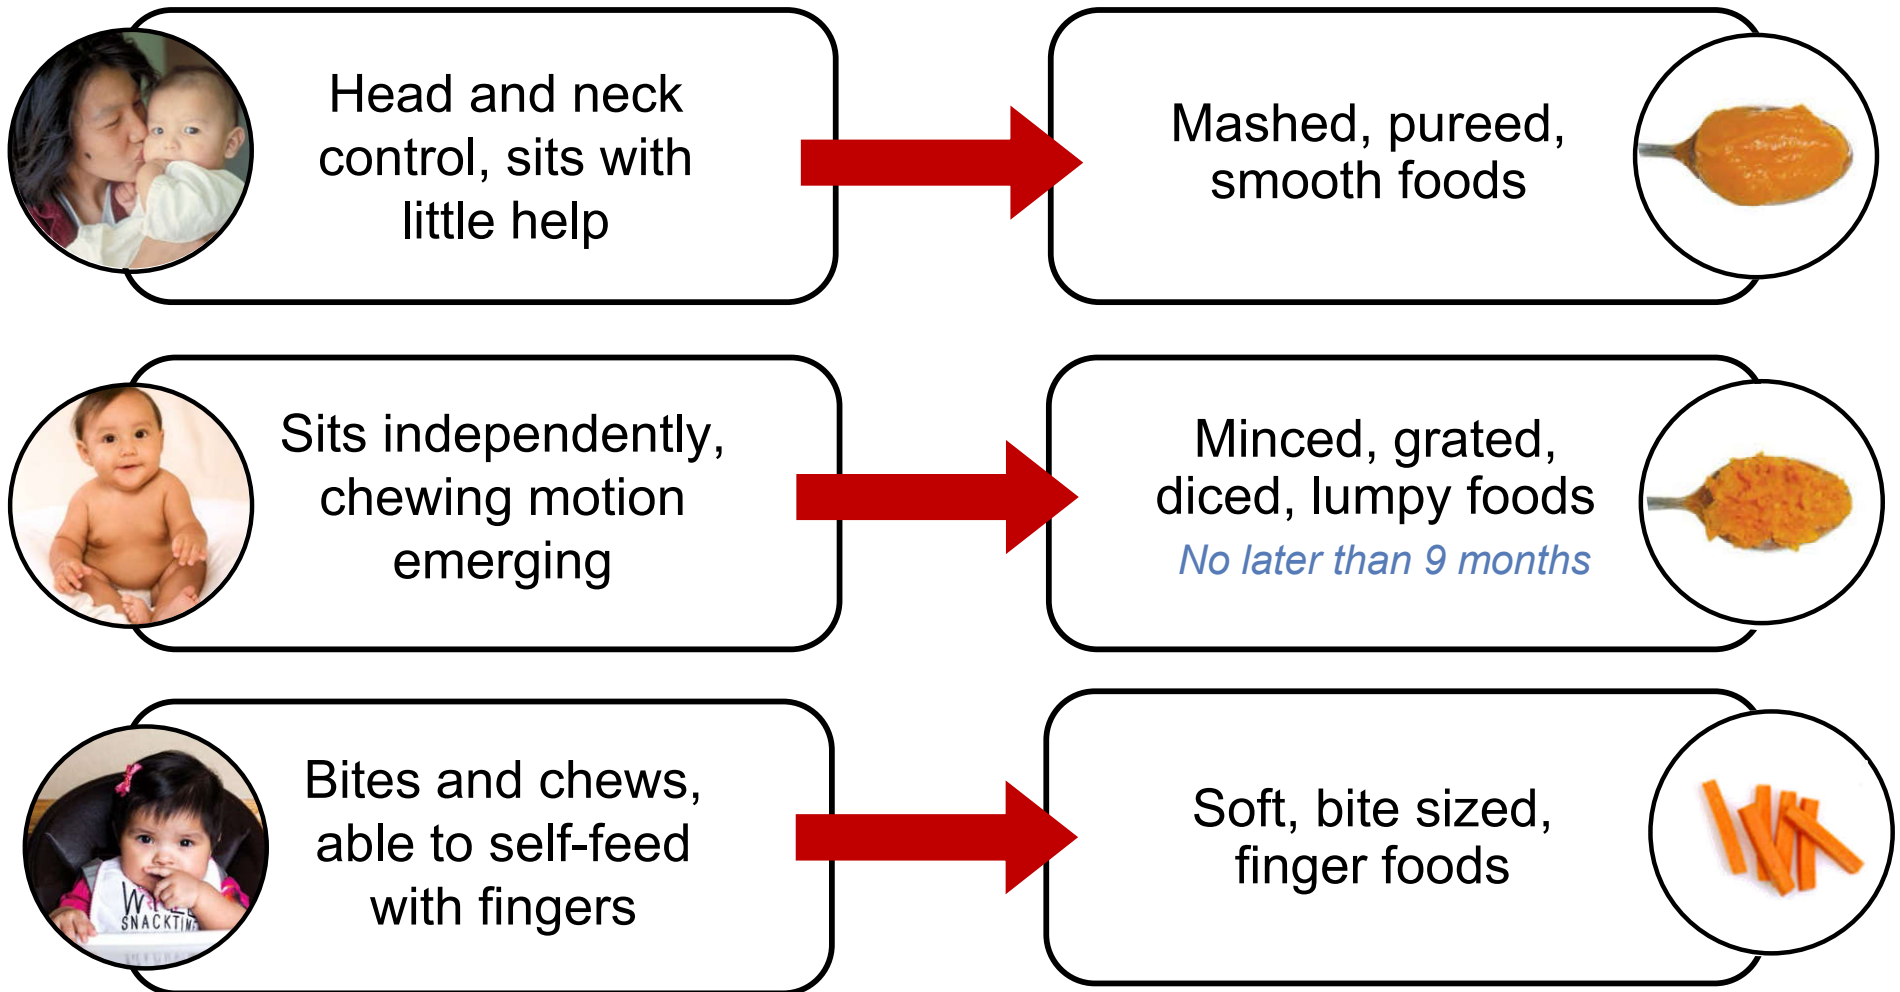 Head and neck
control, sits with
little help
Mashed, pureed,
smooth foods
Sits independently,
chewing motion
emerging
Minced, grated,
diced, lumpy foods
No later than 9 months
Bites and chews,
able to self-feed
with fingers
Soft, bite sized,
finger foods
SNACKTIME